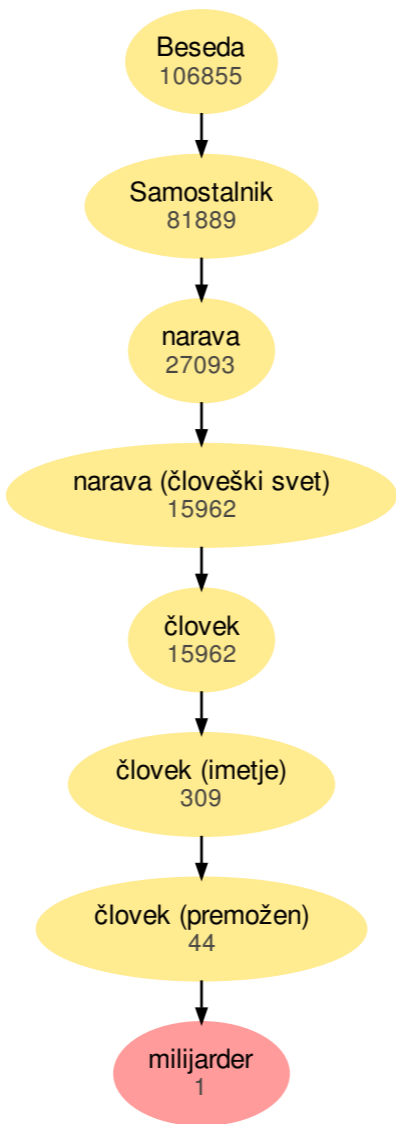 Beseda
106855
Samostalnik
81889
narava
27093
narava (človeški svet)
15962
človek
15962
človek (imetje)
309
človek (premožen)
44
milijarder
1